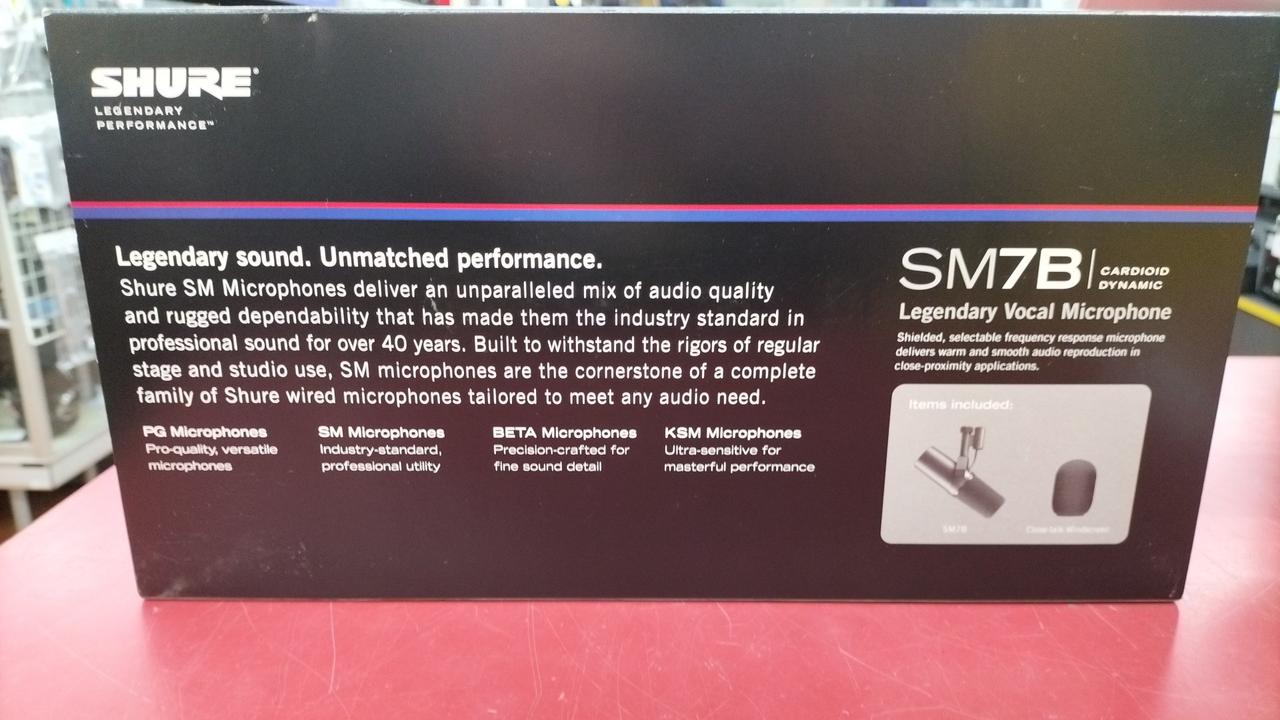 SHURE®
LEGENDARY
PERFORMANCE™
Legendary sound. Unmatched performance.
Shure SM Microphones deliver an unparalleled mix of audio quality
and rugged dependability that has made them the industry standard in
professional sound for over 40 years. Built to withstand the rigors of regular
stage and studio use, SM microphones are the cornerstone of a complete
family of Shure wired microphones tailored to meet any audio need.
PG Microphones
Pro-quality, versatile
microphones
SM Microphones
Industry-standard,
professional utility
BETA Microphones
Precision-crafted for
fine sound detail
KSM Microphones
Ultra-sensitive for
masterful performance
SM7B | CARDIOID
DYNAMIC
Legendary Vocal Microphone
Shielded, selectable frequency response microphone
delivers warm and smooth audio reproduction in
close-proximity applications.
Items included:
SM7B
Close-talk Windscreen